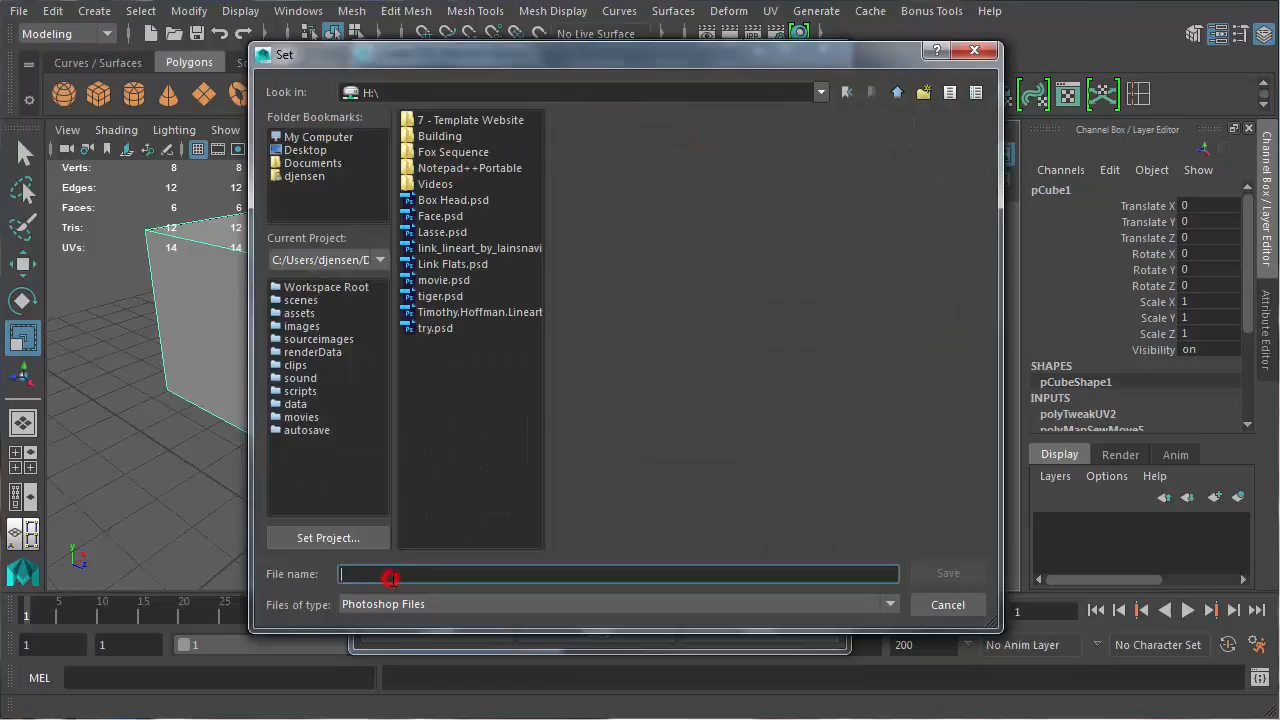 File Edit Create Select Modify Display Windows Mesh Edit Mesh Mesh Tools Mesh Display Curves Surfaces Deform UV Generate Cache Bonus Tools Help
Modeling
No Live Surface
Set
Curves / Surfaces Polygons
Look in: H:\
Folder Bookmarks:
My Computer
Desktop
Documents
djensen
Current Project:
C:/Users/djensen/D
Workspace Root
scenes
assets
images
sourceimages
renderData
clips
sound
scripts
data
movies
autosave
Set Project...
7 - Template Website
Building
Fox Sequence
Notepad++Portable
Videos
Box Head.psd
Face.psd
Lasse.psd
link_lineart_by_lainsnavi
Link Flats.psd
movie.psd
tiger.psd
Timothy.Hoffman.Lineart
try.psd
File name: Save
Files of type: Photoshop Files Cancel
View Shading Lighting Show
Verts: 8 8
Edges: 12 12
Faces: 6 6
Tris: 12 12
UVs: 14 14
y
z
Channel Box / Layer Editor
Channels Edit Object Show
pCube1
Translate X 0
Translate Y 0
Translate Z 0
Rotate X 0
Rotate Y 0
Rotate Z 0
Scale X 1
Scale Y 1
Scale Z 1
Visibility on
SHAPES
pCubeShape1
INPUTS
polyTweakUV2
polyMapSewMove5
Display Render Anim
Layers Options Help
Channel Box / Layer Editor
Attribute Editor
1 5 10 15 20 1
1 1 1 200 No Anim Layer No Character Set
MEL